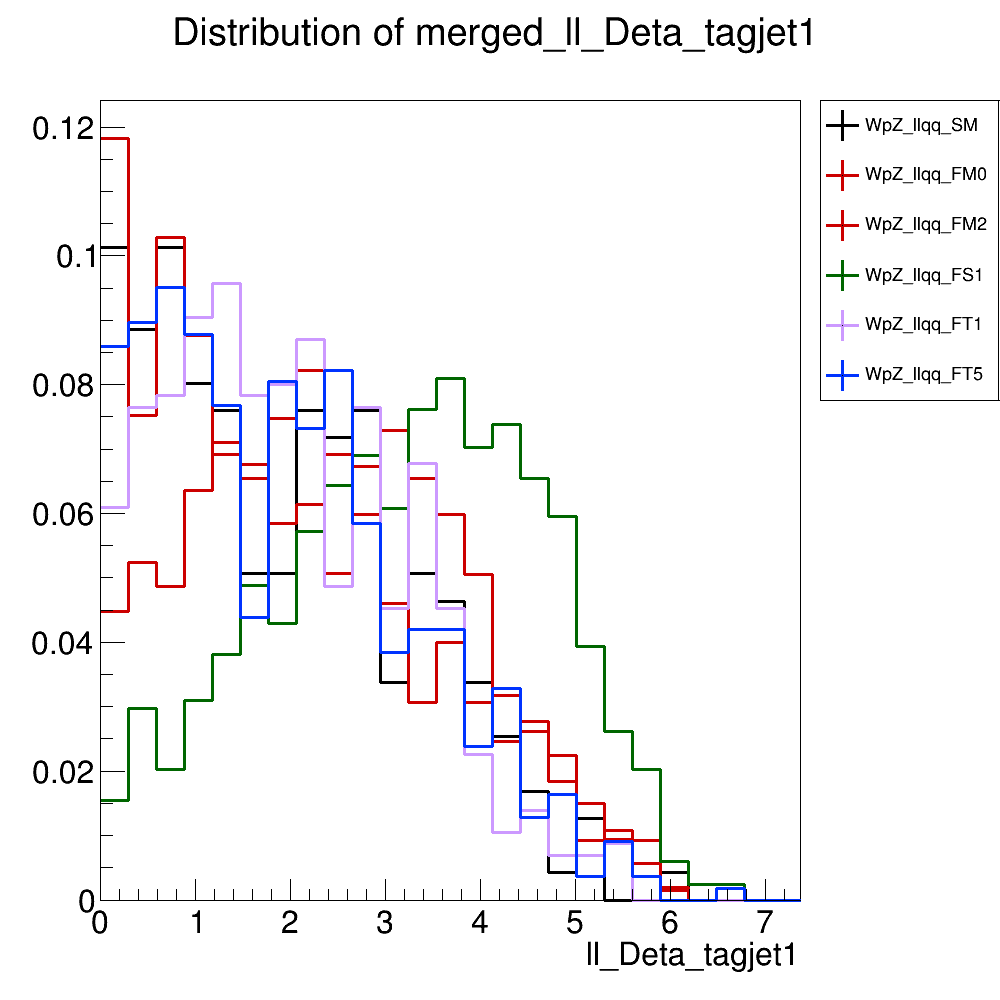 Distribution of merged_ll_Deta_tagjet1
0.12
0.1
0.08
0.06
0.04
0.02
0
0 1 2 3 4 5 6 7
ll_Deta_tagjet1
WpZ_llqq_SM
WpZ_llqq_FM0
WpZ_llqq_FM2
WpZ_llqq_FS1
WpZ_llqq_FT1
WpZ_llqq_FT5